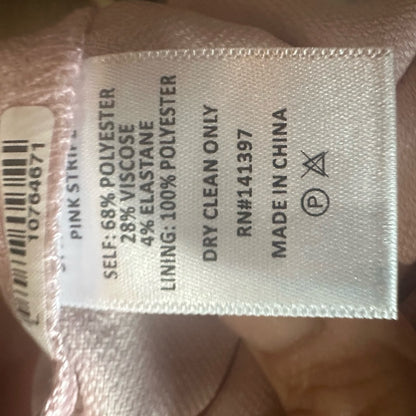 10764671
PINK STRIPE
SELF: 68% POLYESTER
28% VISCOSE
4% ELASTANE
LINING: 100% POLYESTER
DRY CLEAN ONLY
RN#141397
MADE IN CHINA
P